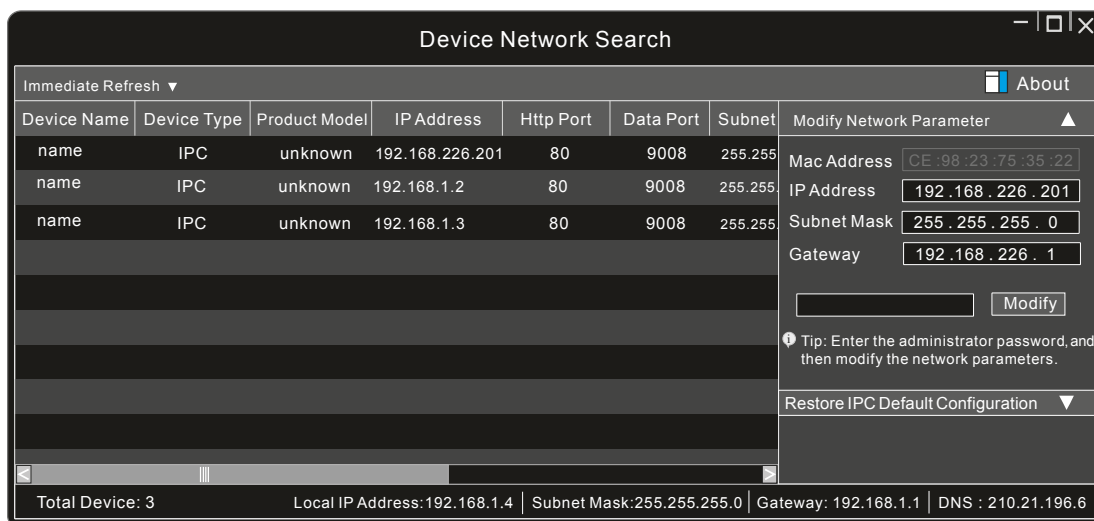 Device Network Search
Immediate Refresh ▼
About
Device Name Device Type Product Model IP Address Http Port Data Port Subnet
name IPC unknown 192.168.226.201 80 9008 255.255
name IPC unknown 192.168.1.2 80 9008 255.255.
name IPC unknown 192.168.1.3 80 9008 255.255.
Modify Network Parameter ▲
Mac Address CE :98 :23 :75 :35 :22
IP Address 192 .168 . 226 . 201
Subnet Mask 255 . 255 . 255 . 0
Gateway 192 .168 . 226 . 1
Modify
Tip: Enter the administrator password, and
then modify the network parameters.
Restore IPC Default Configuration ▼
Total Device: 3 Local IP Address:192.168.1.4 Subnet Mask:255.255.255.0 Gateway: 192.168.1.1 DNS : 210.21.196.6